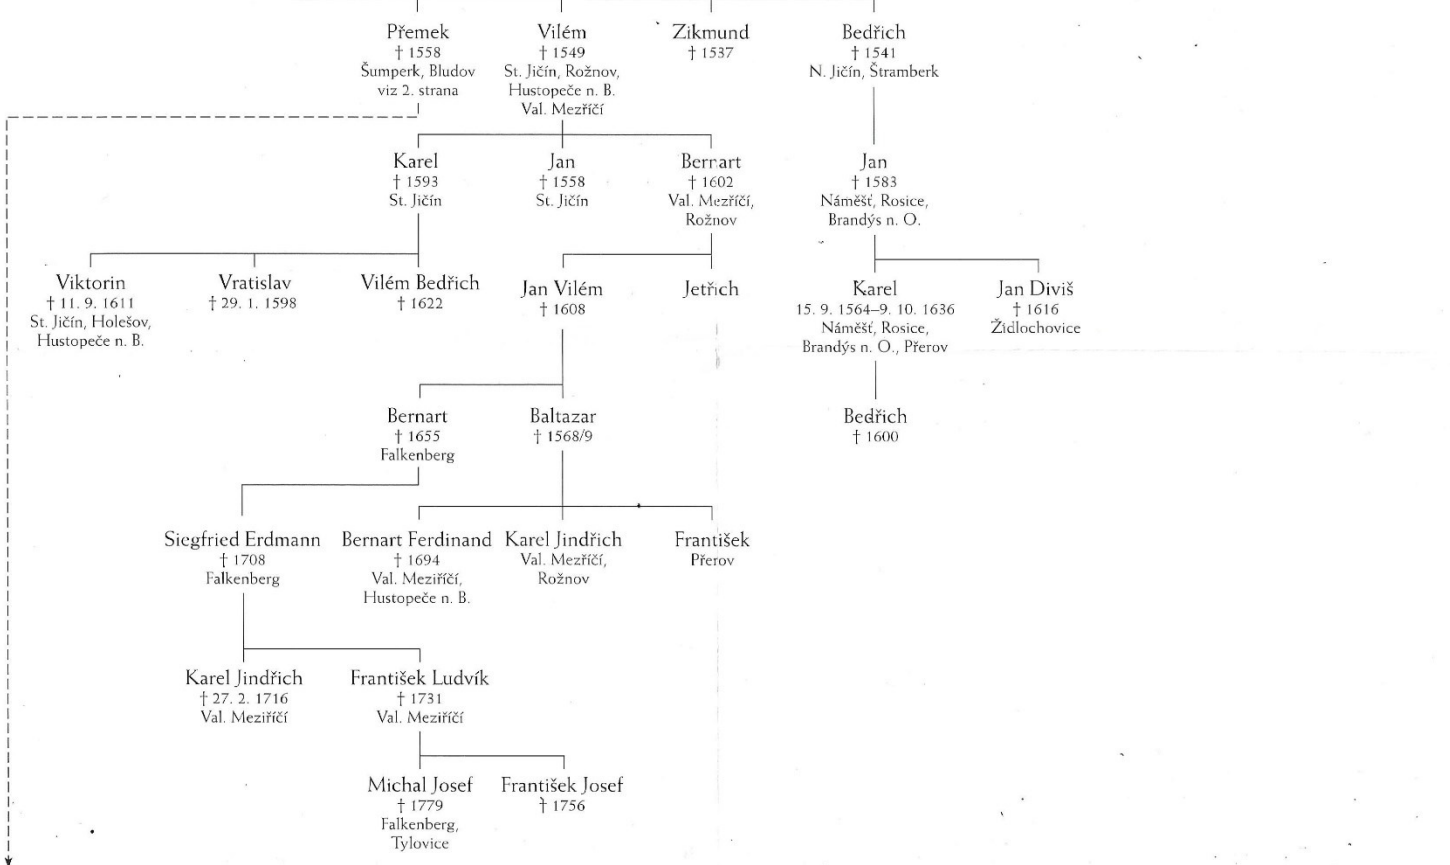 Přemek
† 1558
Šumperk, Bludov
viz 2. strana
Vilém
† 1549
St. Jičín, Rožnov,
Hustopeče n. B.
Val. Mezříčí
Zikmund
† 1537
Bedřich
† 1541
N. Jičín, Štramberk
Karel
† 1593
St. Jičín
Jan
† 1558
St. Jičín
Bernart
† 1602
Val. Mezříčí,
Rožnov
Jan
† 1583
Náměšť, Rosice,
Brandýs n. O.
Viktorin
† 11. 9. 1611
St. Jičín, Holešov,
Hustopeče n. B.
Vratislav
† 29. 1. 1598
Vilém Bedřich
† 1622
Jan Vilém
† 1608
Jetřich
Karel
15. 9. 1564–9. 10. 1636
Náměšť, Rosice,
Brandýs n. O., Přerov
Jan Diviš
† 1616
Židlochovice
Bernart
† 1655
Falkenberg
Baltazar
† 1568/9
Bedřich
† 1600
Siegfried Erdmann
† 1708
Falkenberg
Bernart Ferdinand
† 1694
Val. Meziříčí,
Hustopeče n. B.
Karel Jindřich
Val. Mezříčí,
Rožnov
František
Přerov
Karel Jindřich
† 27. 2. 1716
Val. Meziříčí
František Ludvík
† 1731
Val. Meziříčí
Michal Josef
† 1779
Falkenberg,
Tylovice
František Josef
† 1756